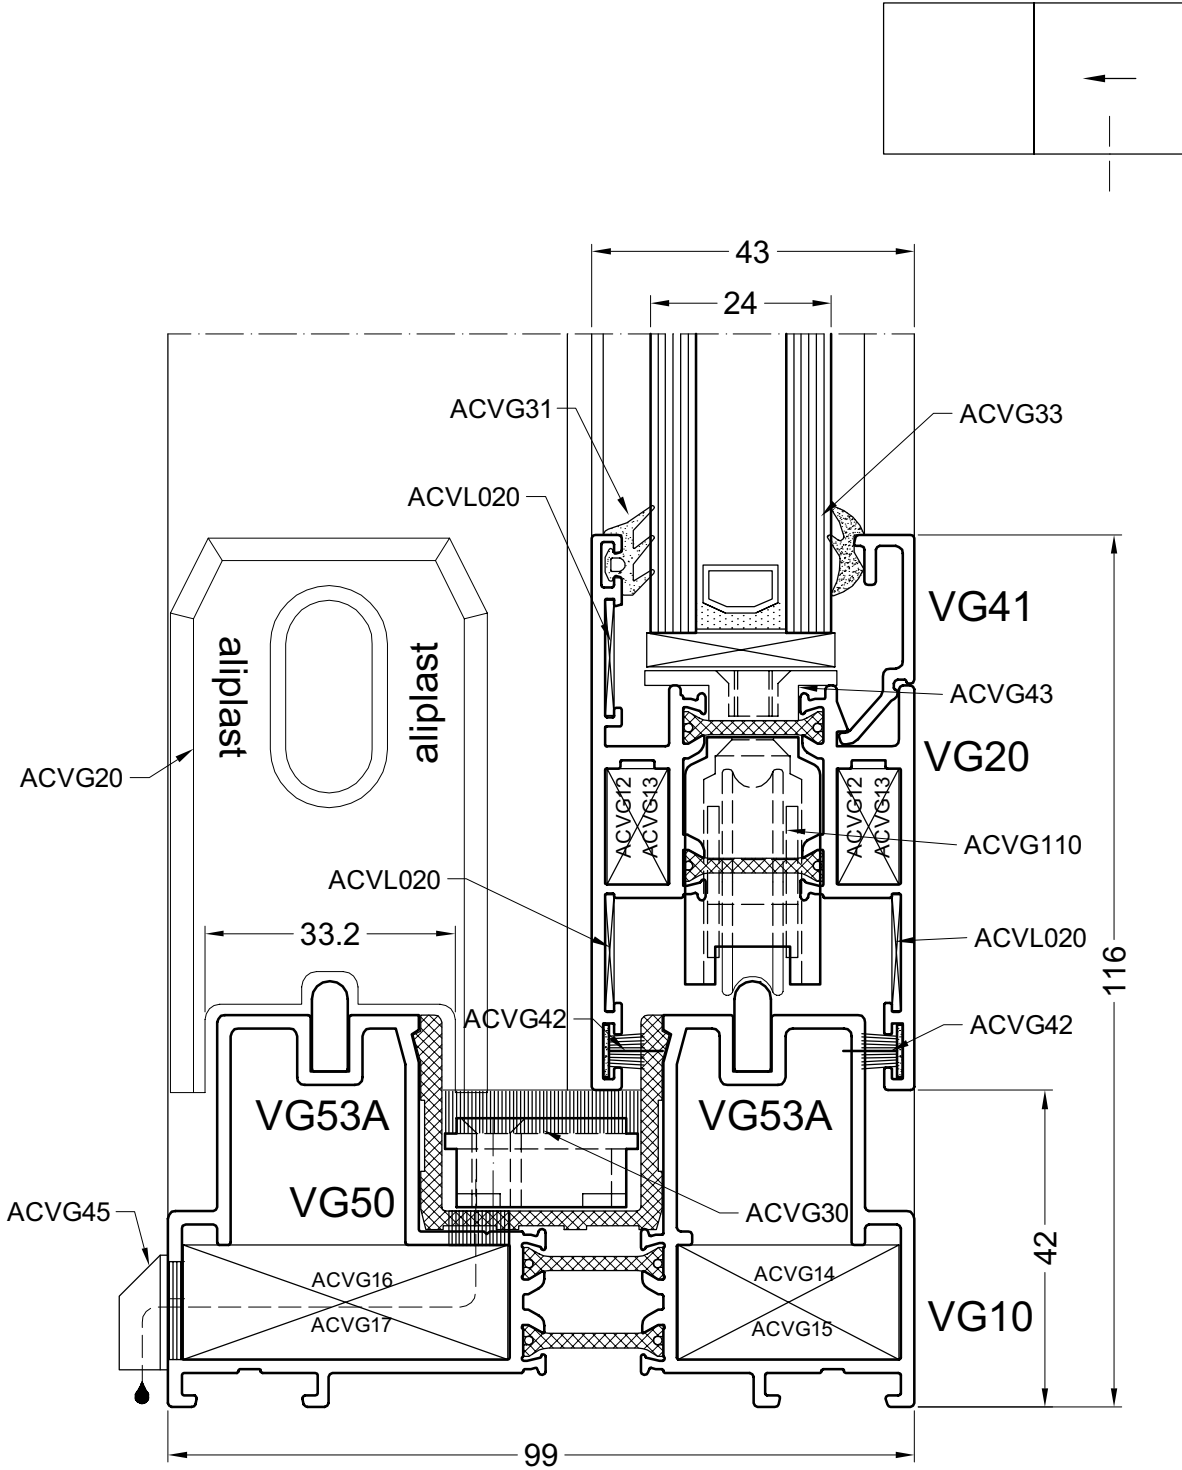 43
24
ACVG31
ACVG33
ACVL020
VG41
aliplast
aliplast
ACVG43
VG20
ACVG20
ACVG12
ACVG13
ACVG12
ACVG13
ACVG110
ACVL020
33.2
ACVL020
116
ACVG42
ACVG42
VG53A
VG53A
VG50
ACVG45
ACVG30
42
ACVG16
ACVG14
VG10
ACVG17
ACVG15
99